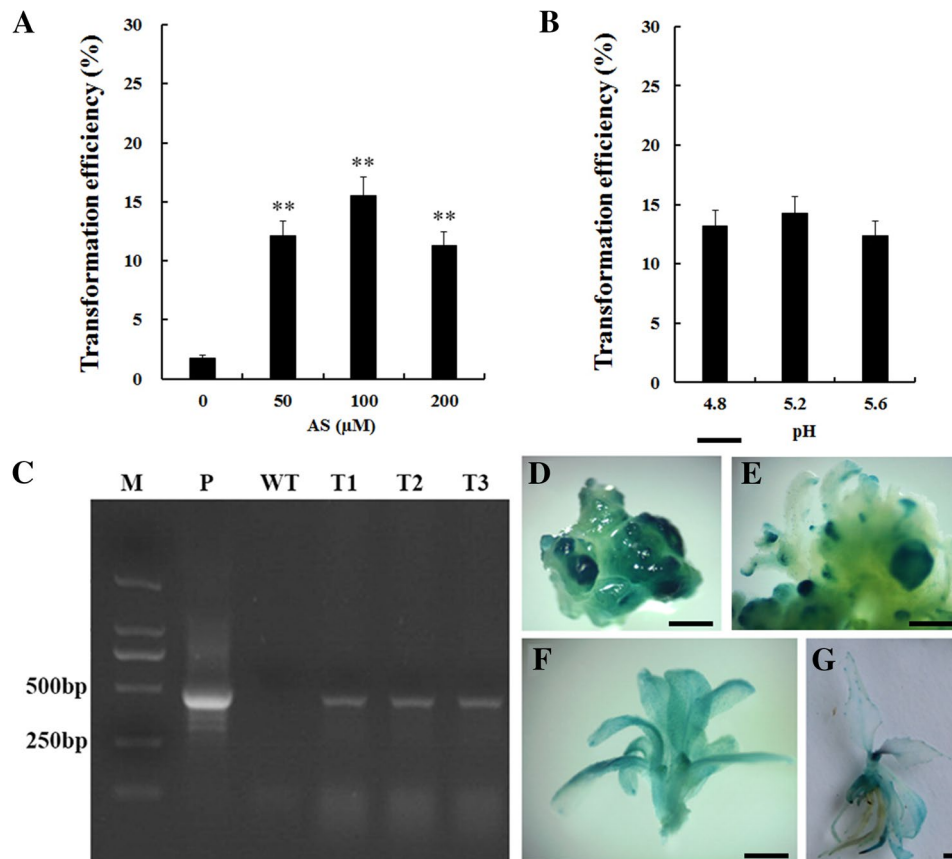 A
Transformation efficiency (%)
30
25
20
15
10
5
0
**
**
**
0 50 100 200
AS (μM)
B
Transformation efficiency (%)
30
25
20
15
10
5
0
4.8 5.2 5.6
pH
C
M P WT T1 T2 T3
500bp
250bp
D
E
F
G